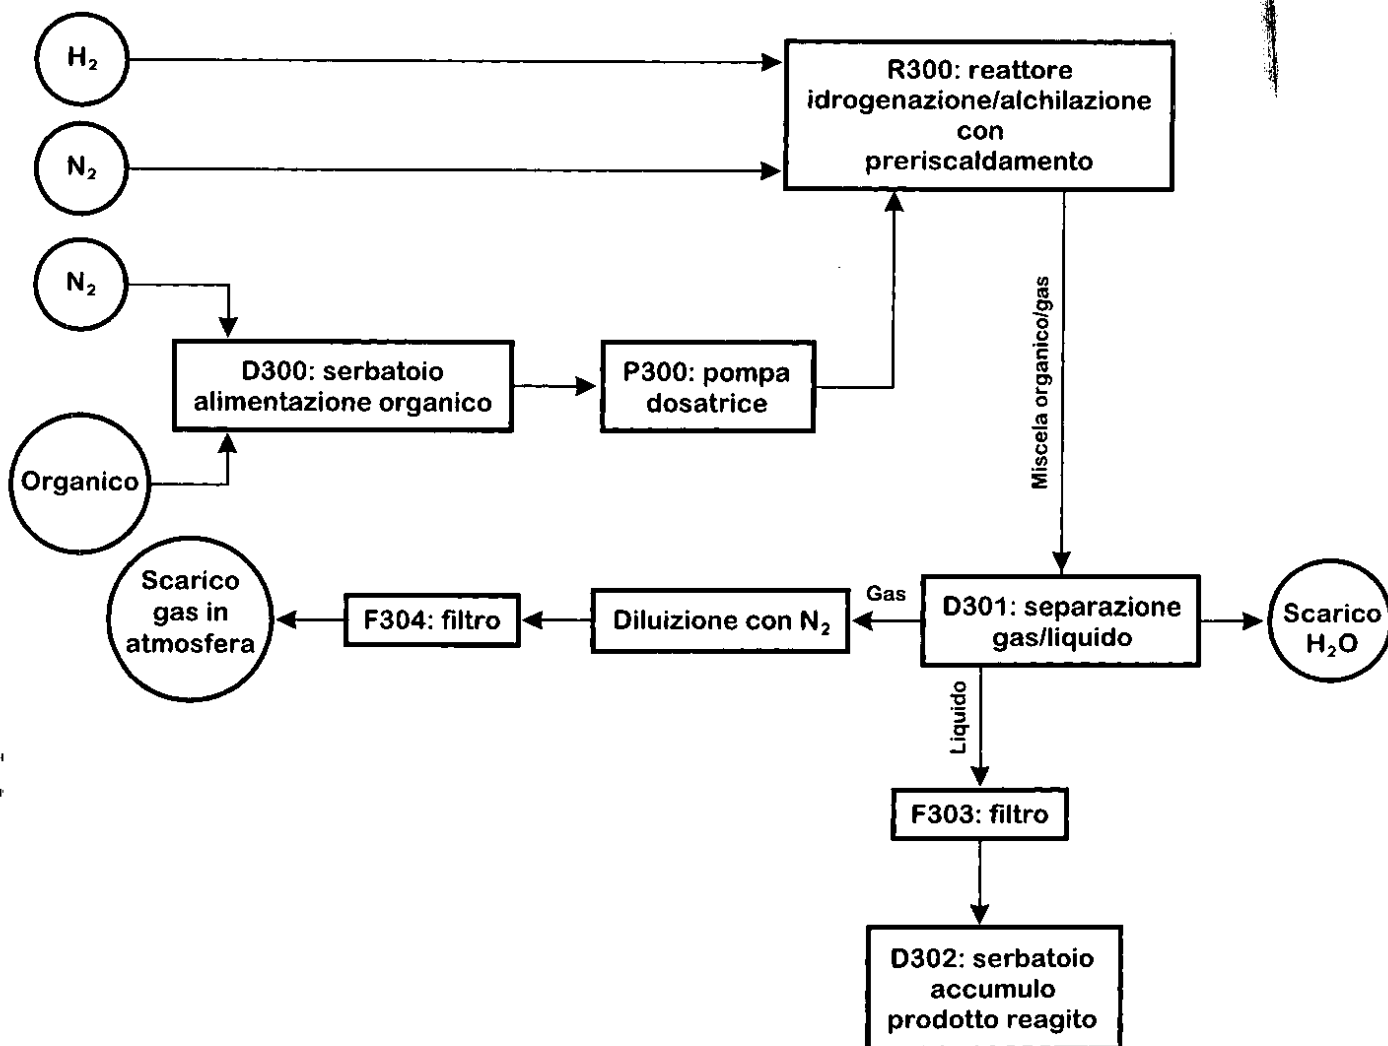 H₂
R300: reattore
idrogenazione/alchilazione
con
preriscaldamento
N₂
N₂
D300: serbatoio
alimentazione organico
P300: pompa
dosatrice
Miscela organico/gas
Organico
Scarico
gas in
atmosfera
F304: filtro
Diluizione con N₂
Gas
D301: separazione
gas/liquido
Scarico
H₂O
Liquido
F303: filtro
D302: serbatoio
accumulo
prodotto reagito